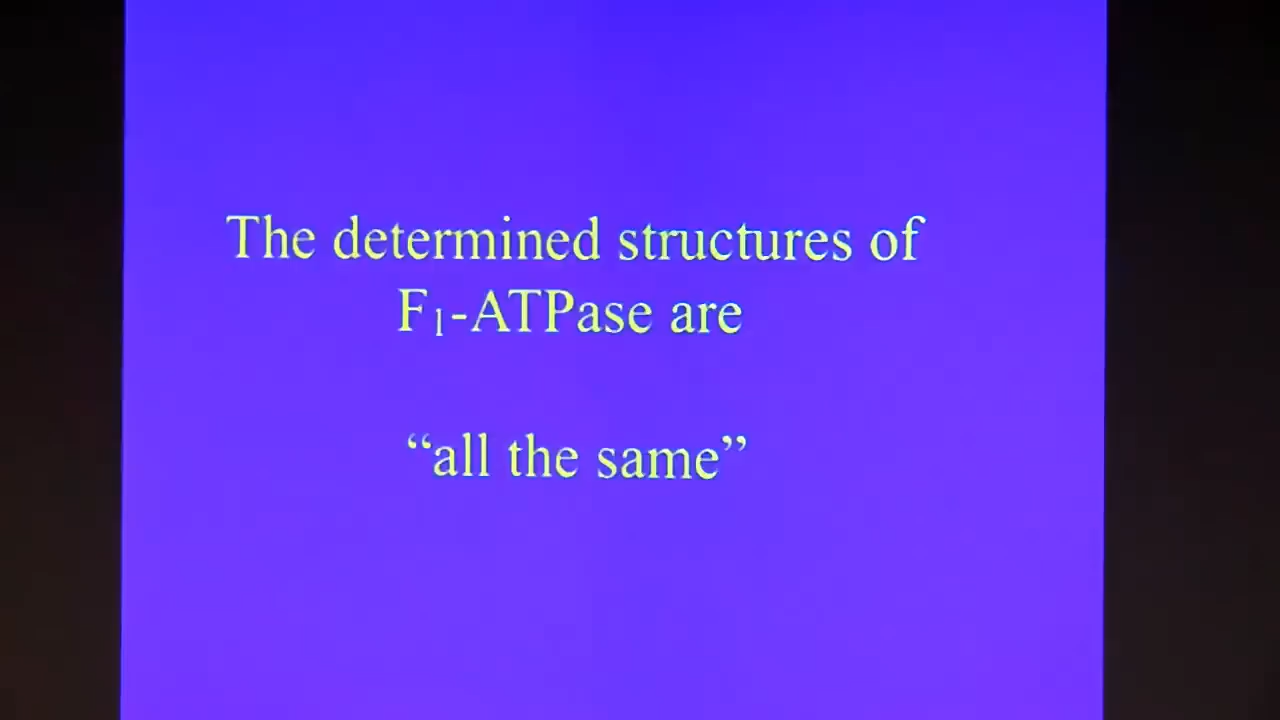 The determined structures of
F₁-ATPase are
“all the same”